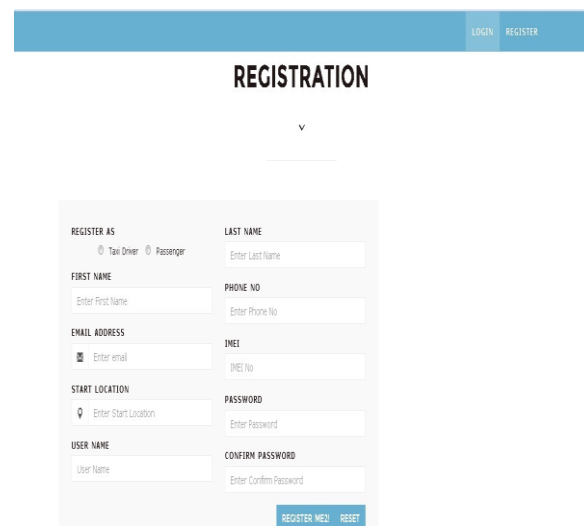 LOGIN REGISTER
REGISTRATION
REGISTER AS
Taxi Driver Passenger
FIRST NAME
Enter First Name
EMAIL ADDRESS
Enter email
START LOCATION
Enter Start Location
USER NAME
User Name
LAST NAME
Enter Last Name
PHONE NO
Enter Phone No
IMEI
IMEI No
PASSWORD
Enter Password
CONFIRM PASSWORD
Enter Confirm Password
REGISTER ME2! RESET